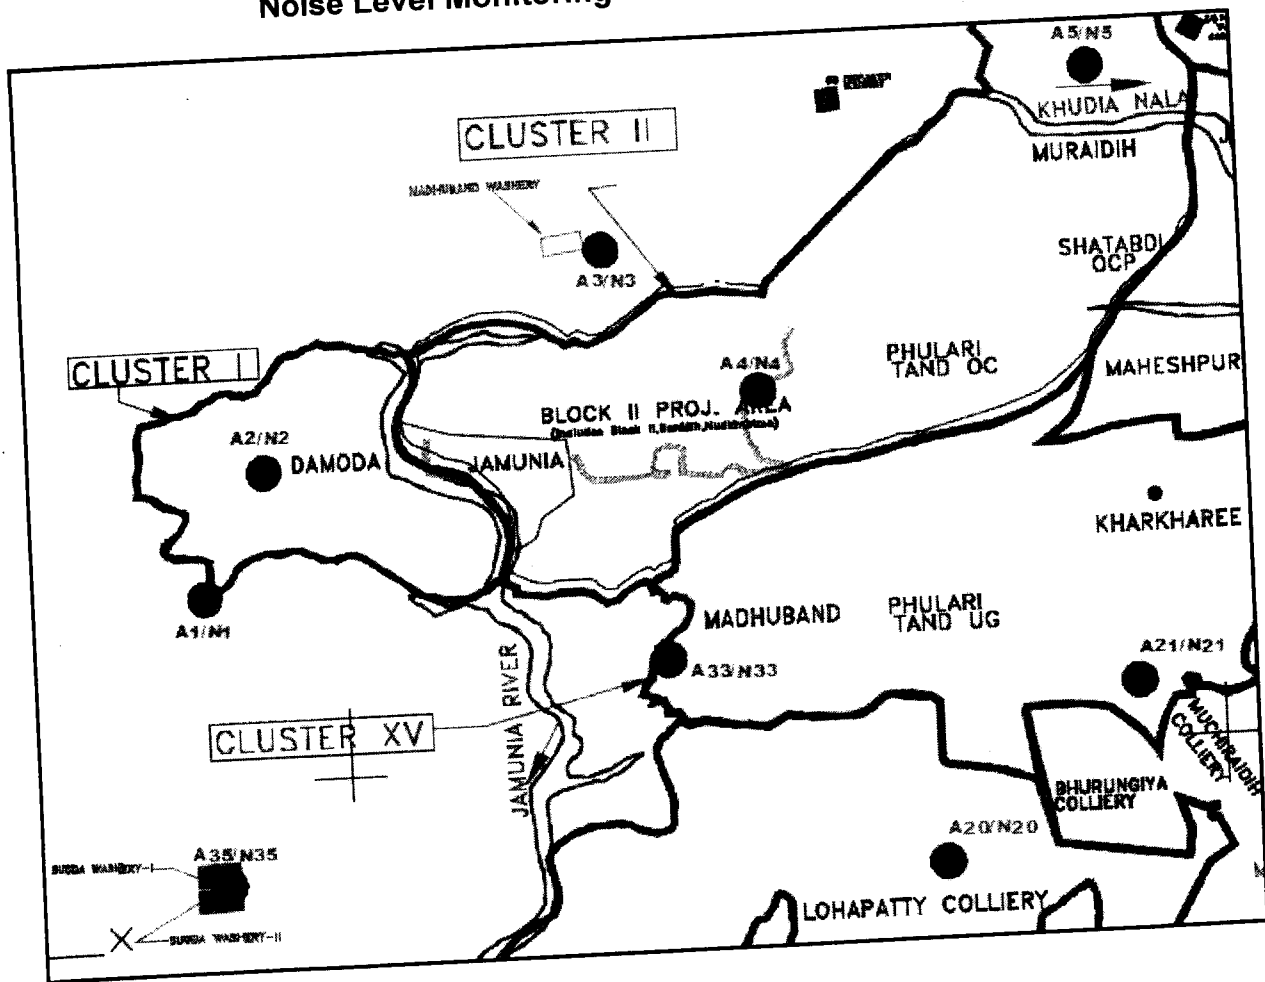 Noise Level Monitoring
A5/N5
KHUDIA NALA
MURAIDIH
CLUSTER II
MADHUBAND WASHERY
A3/N3
SHATABDI
OCP
CLUSTER I
PHULARI
TAND OC
MAHESHPUR
A4/N4
BLOCK II PROJ. AREA
A2/N2
DAMODA
JAMUNIA
KHARKHAREE
A1/N1
MADHUBAND
PHULARI
TAND UG
A33/N33
A21/N21
CLUSTER XV
JAMUNIA RIVER
MUCHIRAIDIH
COLLIERY
BHURUNGIYA
COLLIERY
A20/N20
A35/N35
LOHAPATTY COLLIERY